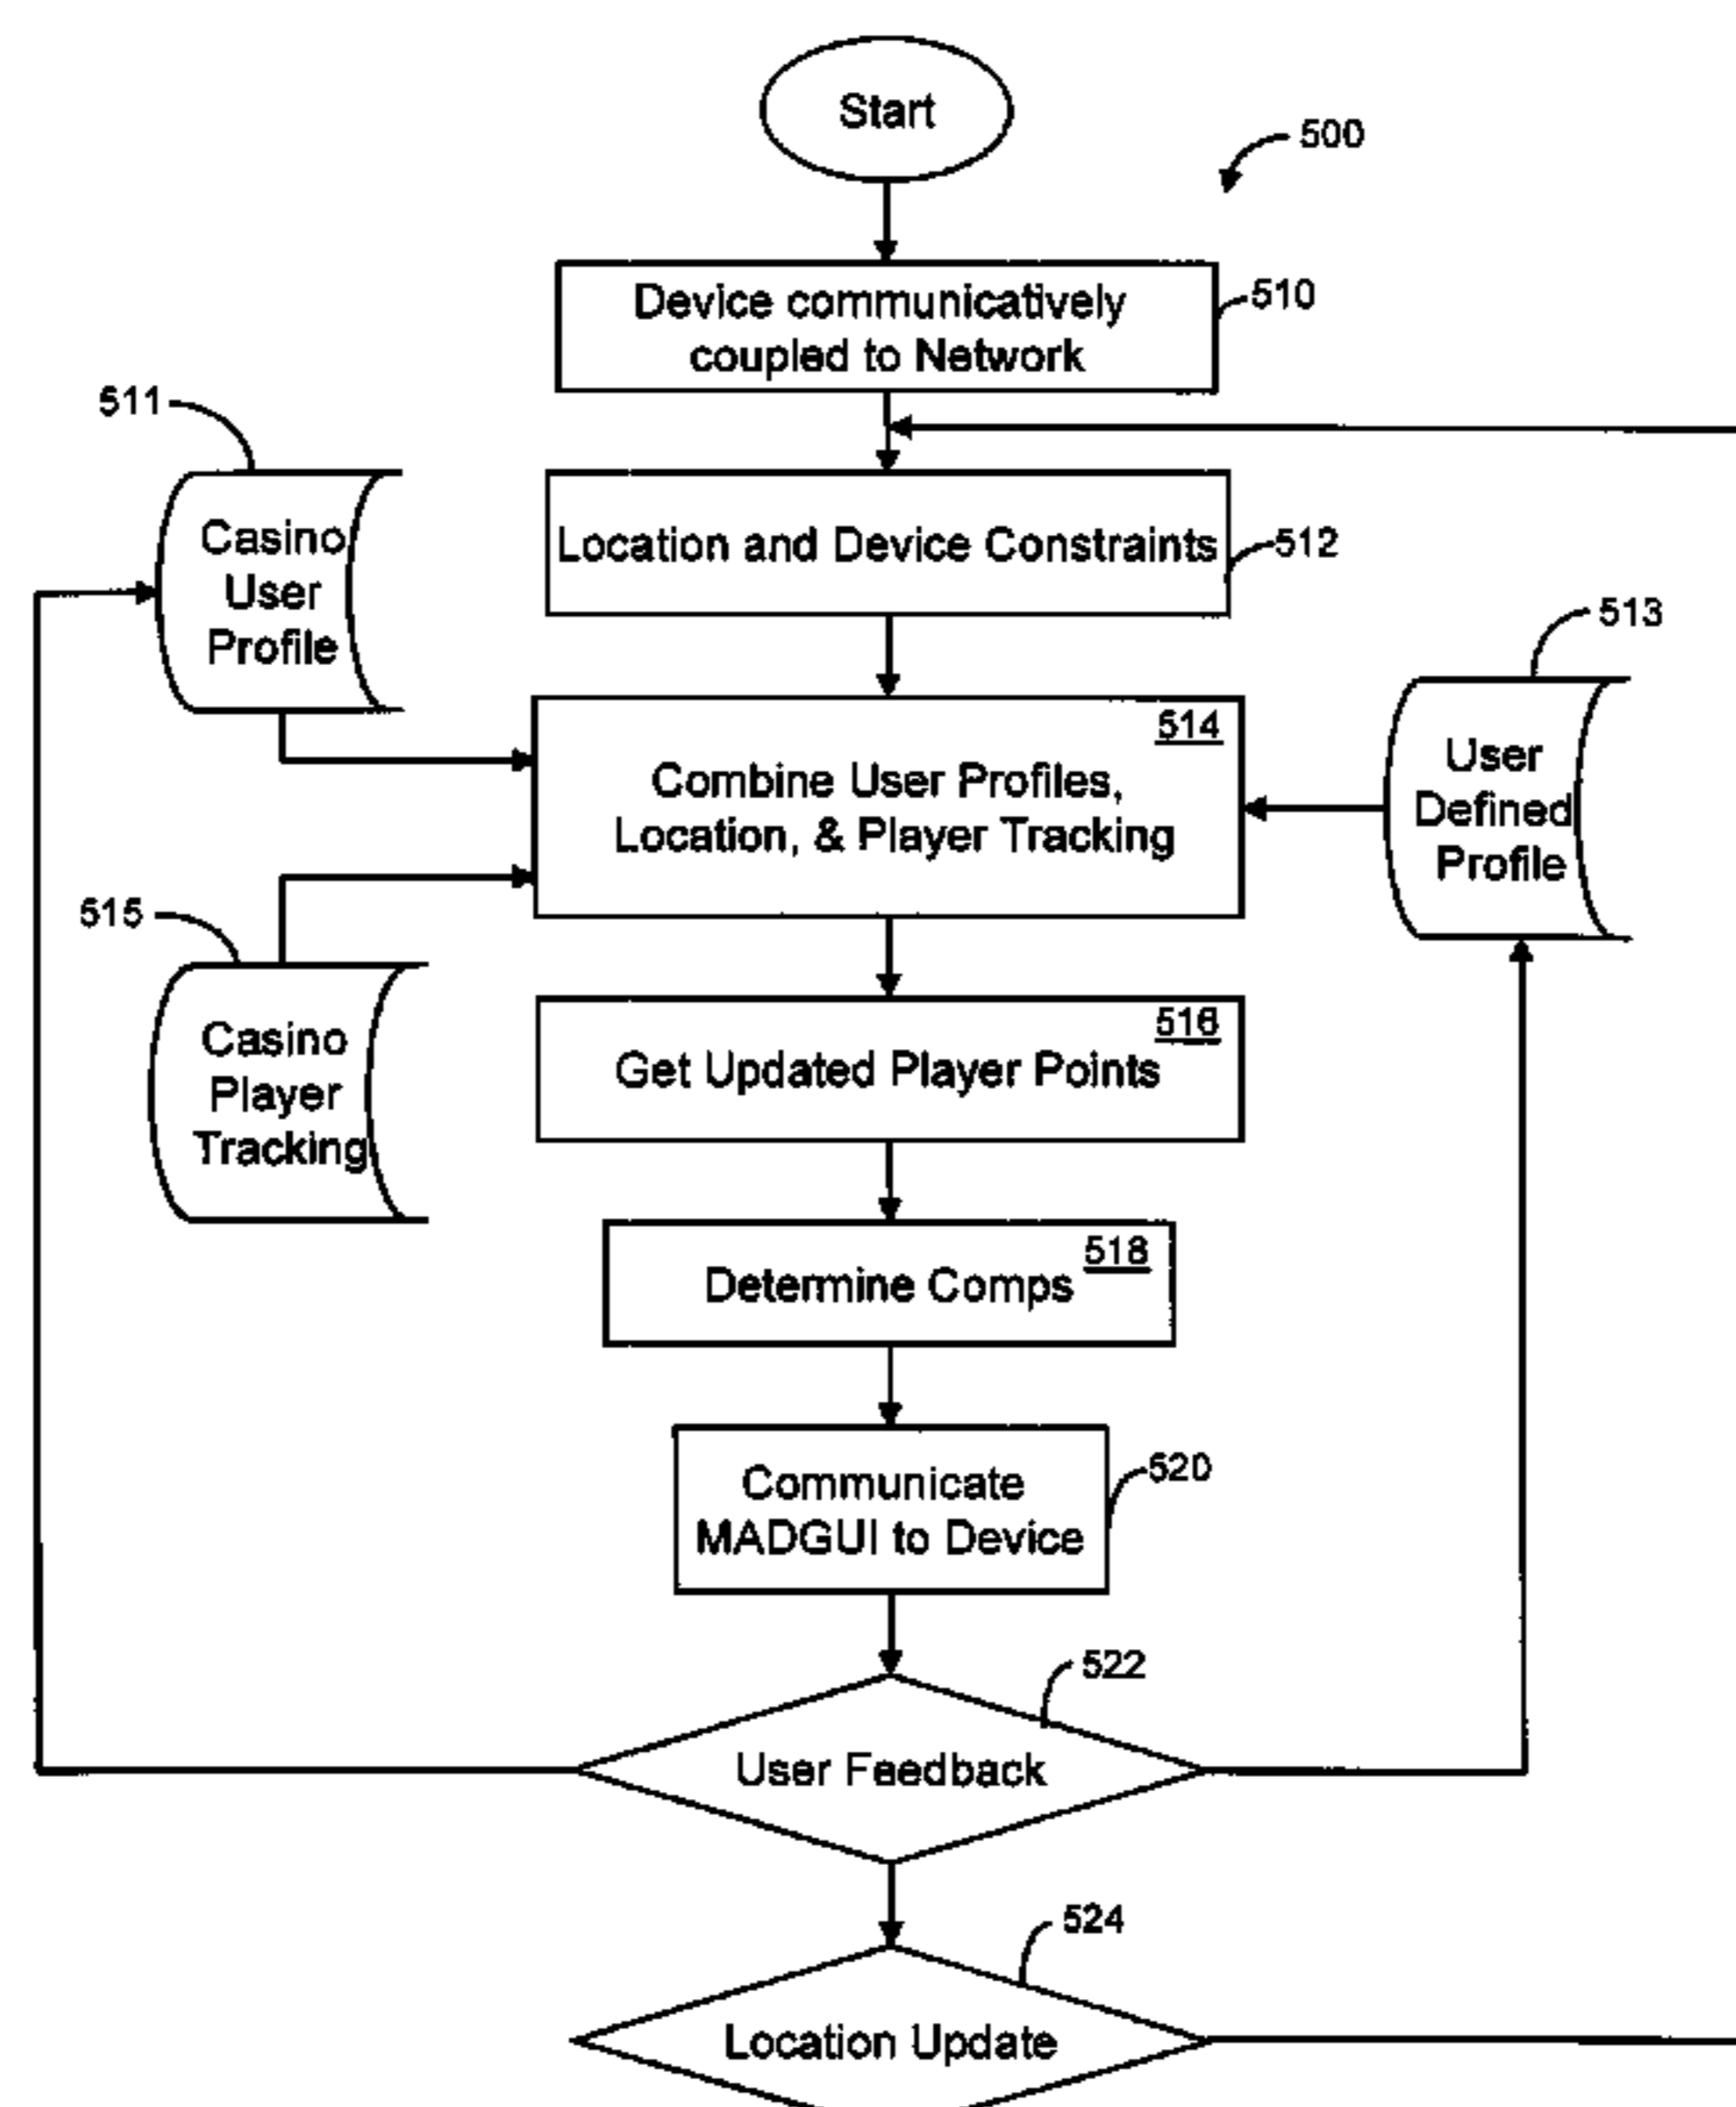 Start
500
Device communicatively
coupled to Network
510
511
Location and Device Constraints
512
Casino
User
Profile
513
514
Combine User Profiles,
Location, & Player Tracking
User
Defined
Profile
515
Casino
Player
Tracking
516
Get Updated Player Points
518
Determine Comps
Communicate
MADGUI to Device
520
522
User Feedback
524
Location Update